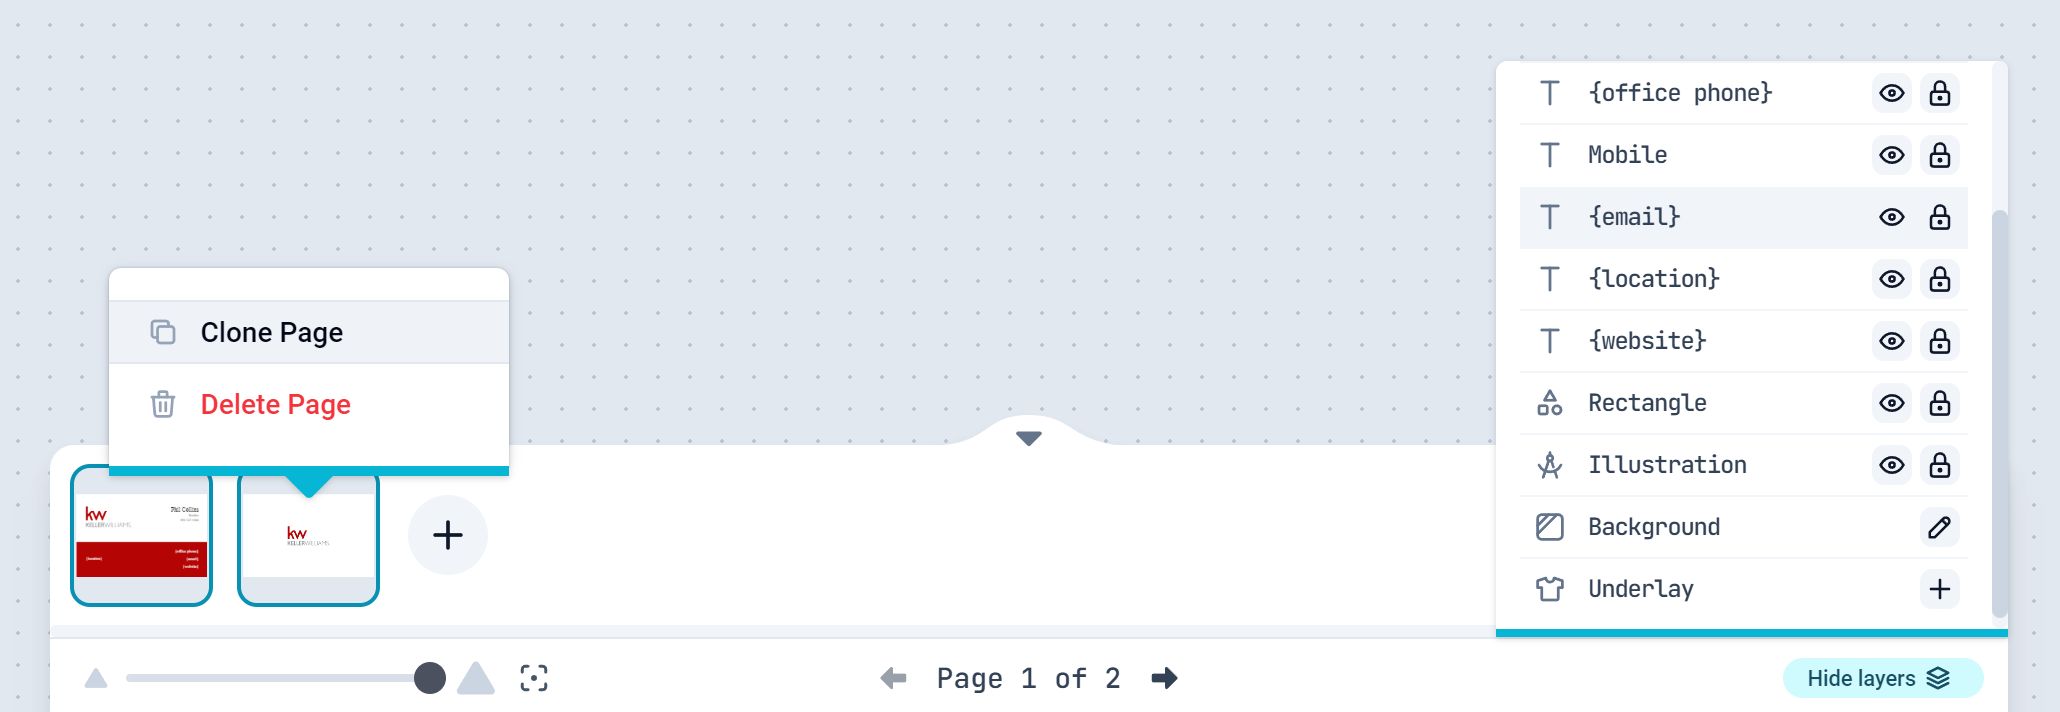 {office phone}
Mobile
{email}
{location}
{website}
Rectangle
Illustration
Background
Underlay
Clone Page
Delete Page
kw
KELLERWILLIAMS
Phil Collins
{location}
{office phone}
{email}
{website}
kw
KELLERWILLIAMS
Page 1 of 2
Hide layers